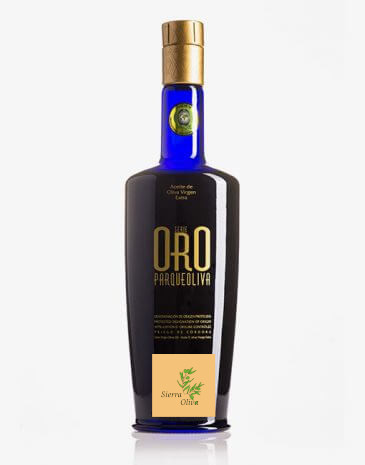 Aceite de
Oliva Virgen
Extra
SERIE
ORO
PARQUEOLIVA
DENOMINACIÓN DE ORIGEN PROTEGIDA
PROTECTED DESIGNATION OF ORIGIN
APPELLATION D' ORIGINE CONTROLÉE
PRIEGO DE CÓRDOBA
Sierra
Oliva